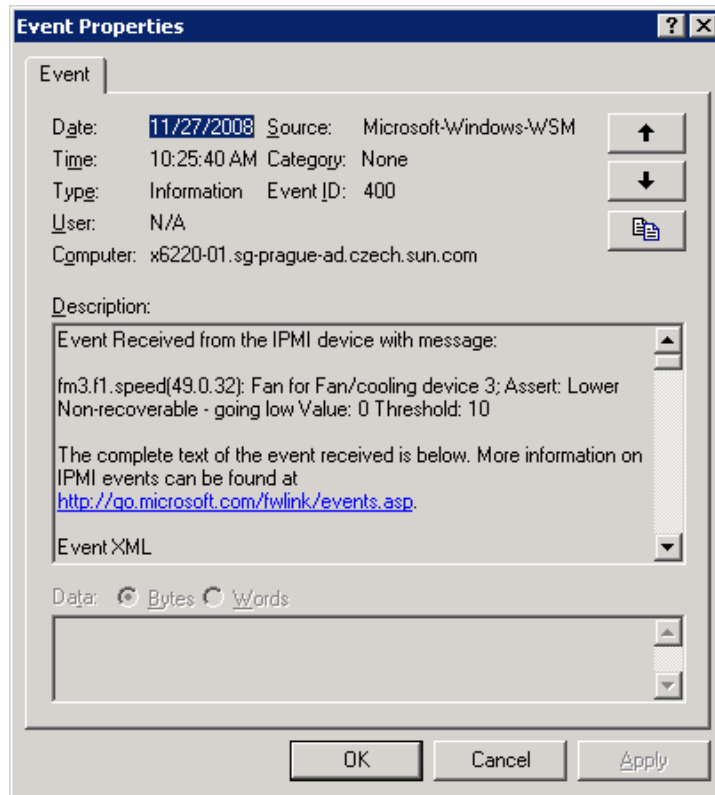 Event Properties
Event
Date: 11/27/2008 Source: Microsoft-Windows-WSM
Time: 10:25:40 AM Category: None
Type: Information Event ID: 400
User: N/A
Computer: x6220-01.sg-prague-ad.czech.sun.com
Description:
Event Received from the IPMI device with message:
fm3.f1.speed(49.0.32): Fan for Fan/cooling device 3; Assert: Lower
Non-recoverable - going low Value: 0 Threshold: 10
The complete text of the event received is below. More information on
IPMI events can be found at
http://go.microsoft.com/fwlink/events.asp.
Event XML
Data: Bytes Words
OK Cancel Apply